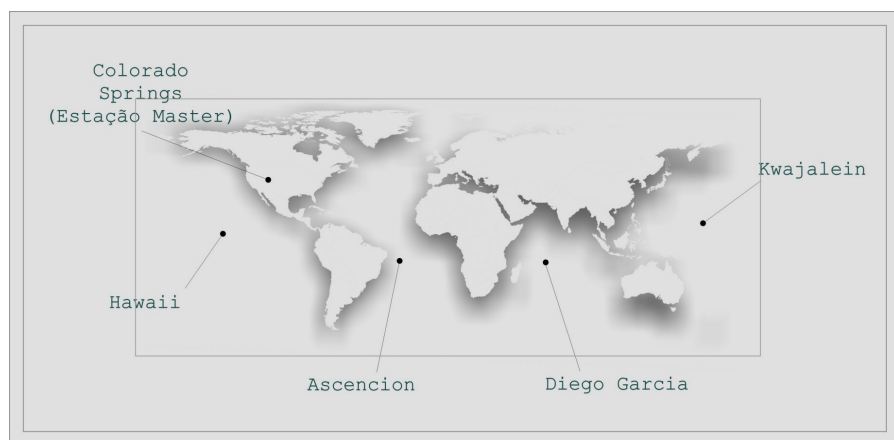 Colorado
Springs
(Estação Master)
Kwajalein
Hawaii
Ascencion
Diego Garcia